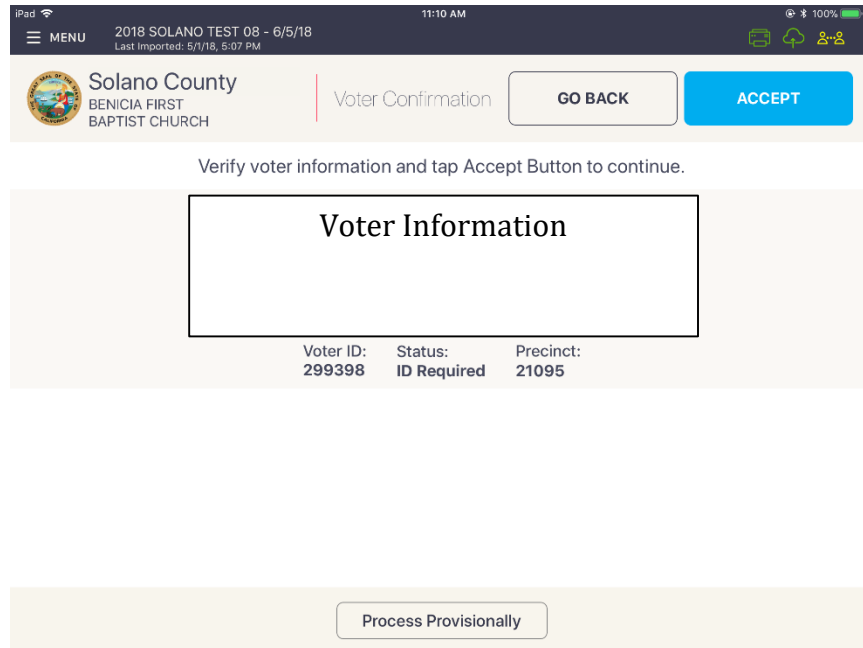 iPad 11:10 AM 100%
MENU 2018 SOLANO TEST 08 - 6/5/18
Last Imported: 5/1/18, 5:07 PM
Solano County
BENICIA FIRST
BAPTIST CHURCH
Voter Confirmation
GO BACK
ACCEPT
Verify voter information and tap Accept Button to continue.
Voter Information
Voter ID: Status: Precinct:
299398 ID Required 21095
Process Provisionally